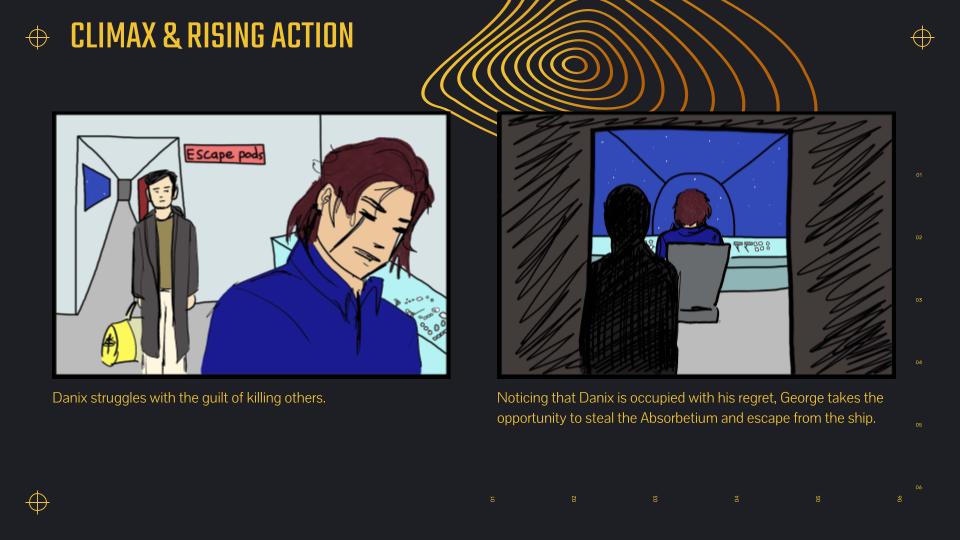 CLIMAX & RISING ACTION
Escape pods
Danix struggles with the guilt of killing others.
Noticing that Danix is occupied with his regret, George takes the
opportunity to steal the Absorbetium and escape from the ship.
01
02
03
04
05
06
01
02
03
04
05
06